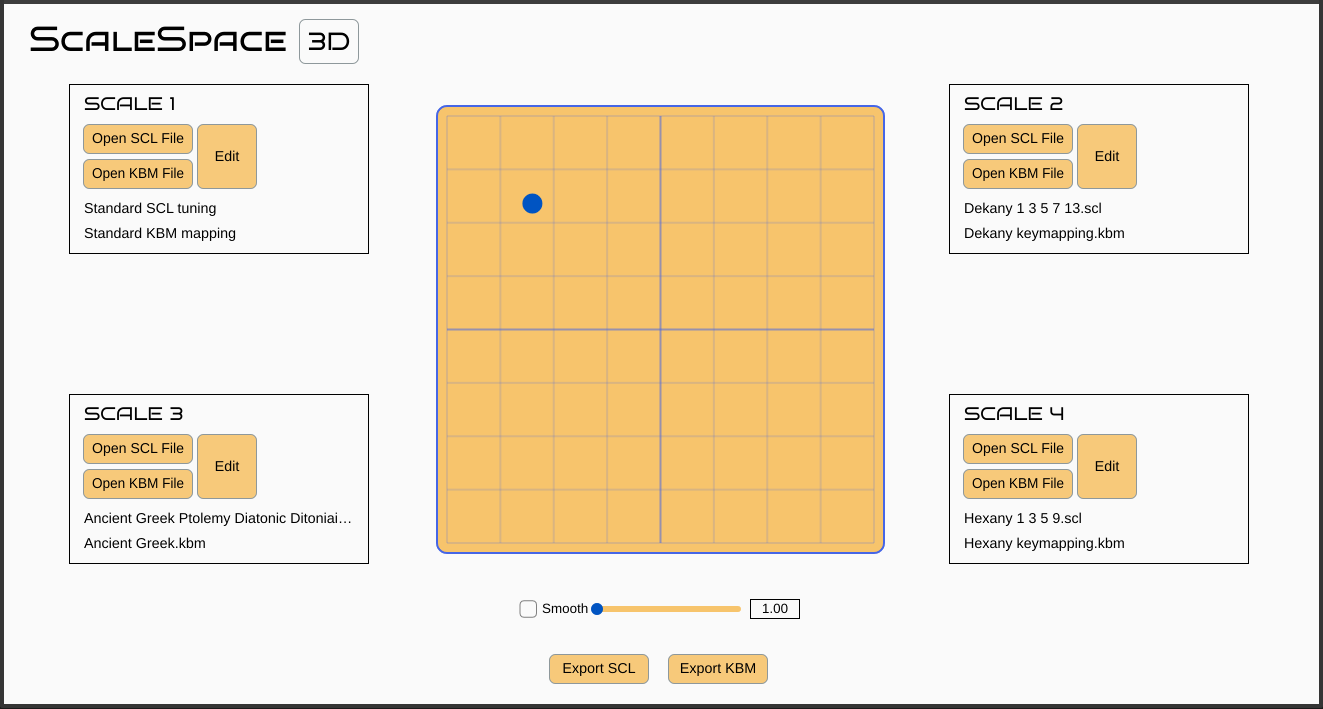 ScaleSpace 3D
SCALE 1
Open SCL File
Open KBM File
Edit
Standard SCL tuning
Standard KBM mapping
SCALE 2
Open SCL File
Open KBM File
Edit
Dekany 1 3 5 7 13.scl
Dekany keymapping.kbm
SCALE 3
Open SCL File
Open KBM File
Edit
Ancient Greek Ptolemy Diatonic Ditoniai…
Ancient Greek.kbm
SCALE 4
Open SCL File
Open KBM File
Edit
Hexany 1 3 5 9.scl
Hexany keymapping.kbm
Smooth 1.00
Export SCL Export KBM